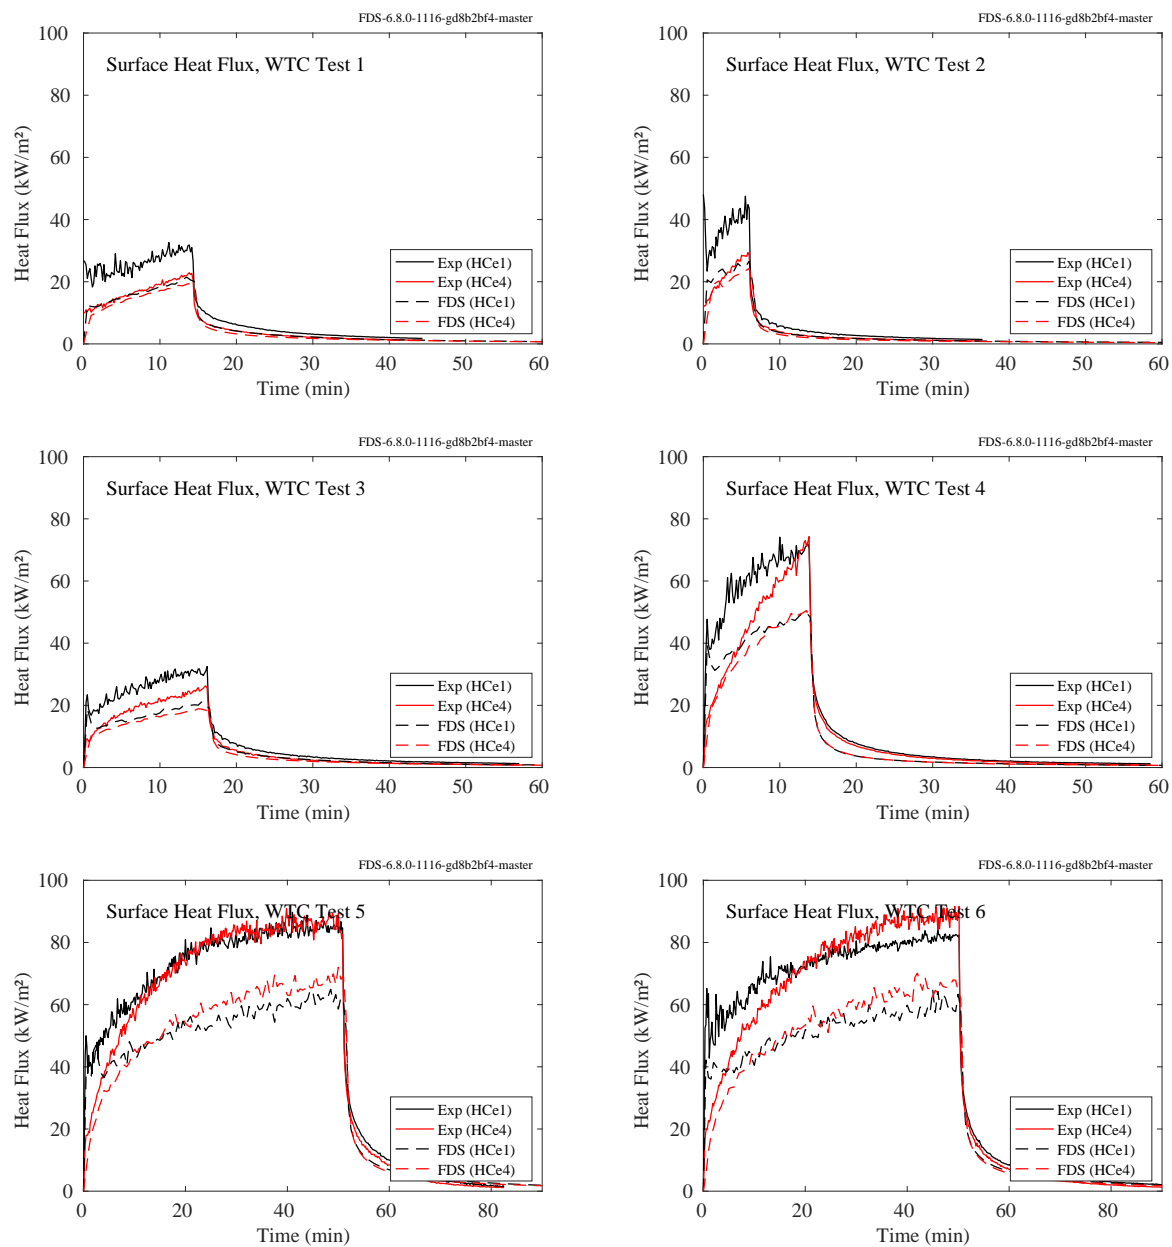 FDS-6.8.0-1116-gd8b2bf4-master
Surface Heat Flux, WTC Test 1
Heat Flux (kW/m²)
100
80
60
40
20
0
0 10 20 30 40 50 60
Time (min)
Exp (HCe1)
Exp (HCe4)
FDS (HCe1)
FDS (HCe4)
FDS-6.8.0-1116-gd8b2bf4-master
Surface Heat Flux, WTC Test 2
Heat Flux (kW/m²)
100
80
60
40
20
0
0 10 20 30 40 50 60
Time (min)
Exp (HCe1)
Exp (HCe4)
FDS (HCe1)
FDS (HCe4)
FDS-6.8.0-1116-gd8b2bf4-master
Surface Heat Flux, WTC Test 3
Heat Flux (kW/m²)
100
80
60
40
20
0
0 10 20 30 40 50 60
Time (min)
Exp (HCe1)
Exp (HCe4)
FDS (HCe1)
FDS (HCe4)
FDS-6.8.0-1116-gd8b2bf4-master
Surface Heat Flux, WTC Test 4
Heat Flux (kW/m²)
100
80
60
40
20
0
0 10 20 30 40 50 60
Time (min)
Exp (HCe1)
Exp (HCe4)
FDS (HCe1)
FDS (HCe4)
FDS-6.8.0-1116-gd8b2bf4-master
Surface Heat Flux, WTC Test 5
Heat Flux (kW/m²)
100
80
60
40
20
0
0 20 40 60 80
Time (min)
Exp (HCe1)
Exp (HCe4)
FDS (HCe1)
FDS (HCe4)
FDS-6.8.0-1116-gd8b2bf4-master
Surface Heat Flux, WTC Test 6
Heat Flux (kW/m²)
100
80
60
40
20
0
0 20 40 60 80
Time (min)
Exp (HCe1)
Exp (HCe4)
FDS (HCe1)
FDS (HCe4)